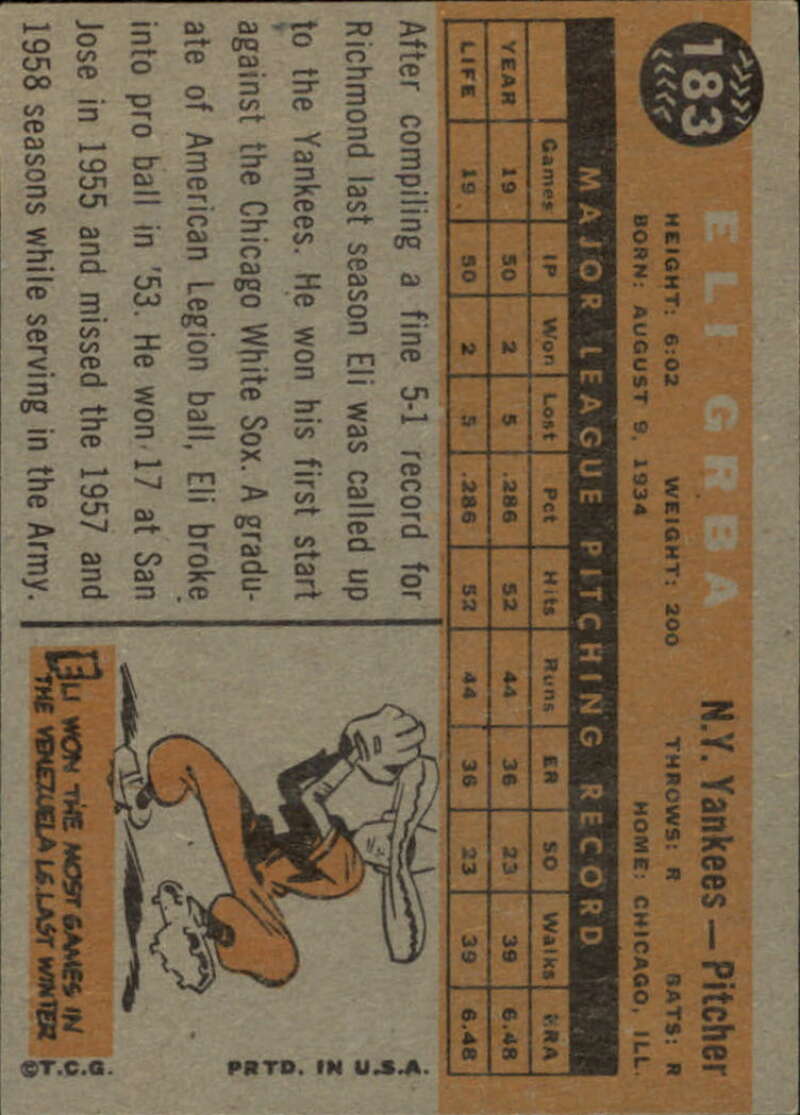 183
ELI GRBA N.Y. Yankees — Pitcher
HEIGHT: 6:02 WEIGHT: 200 THROWS: R BATS: R
BORN: AUGUST 9, 1934 HOME: CHICAGO, ILL.
MAJOR LEAGUE PITCHING RECORD
Games IP Won Lost Pct Hits Runs ER SO Walks ERA
YEAR 19 50 2 5 .286 52 44 36 23 39 6.48
LIFE 19 50 2 5 .286 52 44 36 23 39 6.48
After compiling a fine 5-1 record for
Richmond last season Eli was called up
to the Yankees. He won his first start
against the Chicago White Sox. A gradu-
ate of American Legion ball, Eli broke
into pro ball in '53. He won 17 at San
Jose in 1955 and missed the 1957 and
1958 seasons while serving in the Army.
ELI WON THE MOST GAMES IN
THE VENEZUELA LG. LAST WINTER
PRTD. IN U.S.A.
©T.C.G.